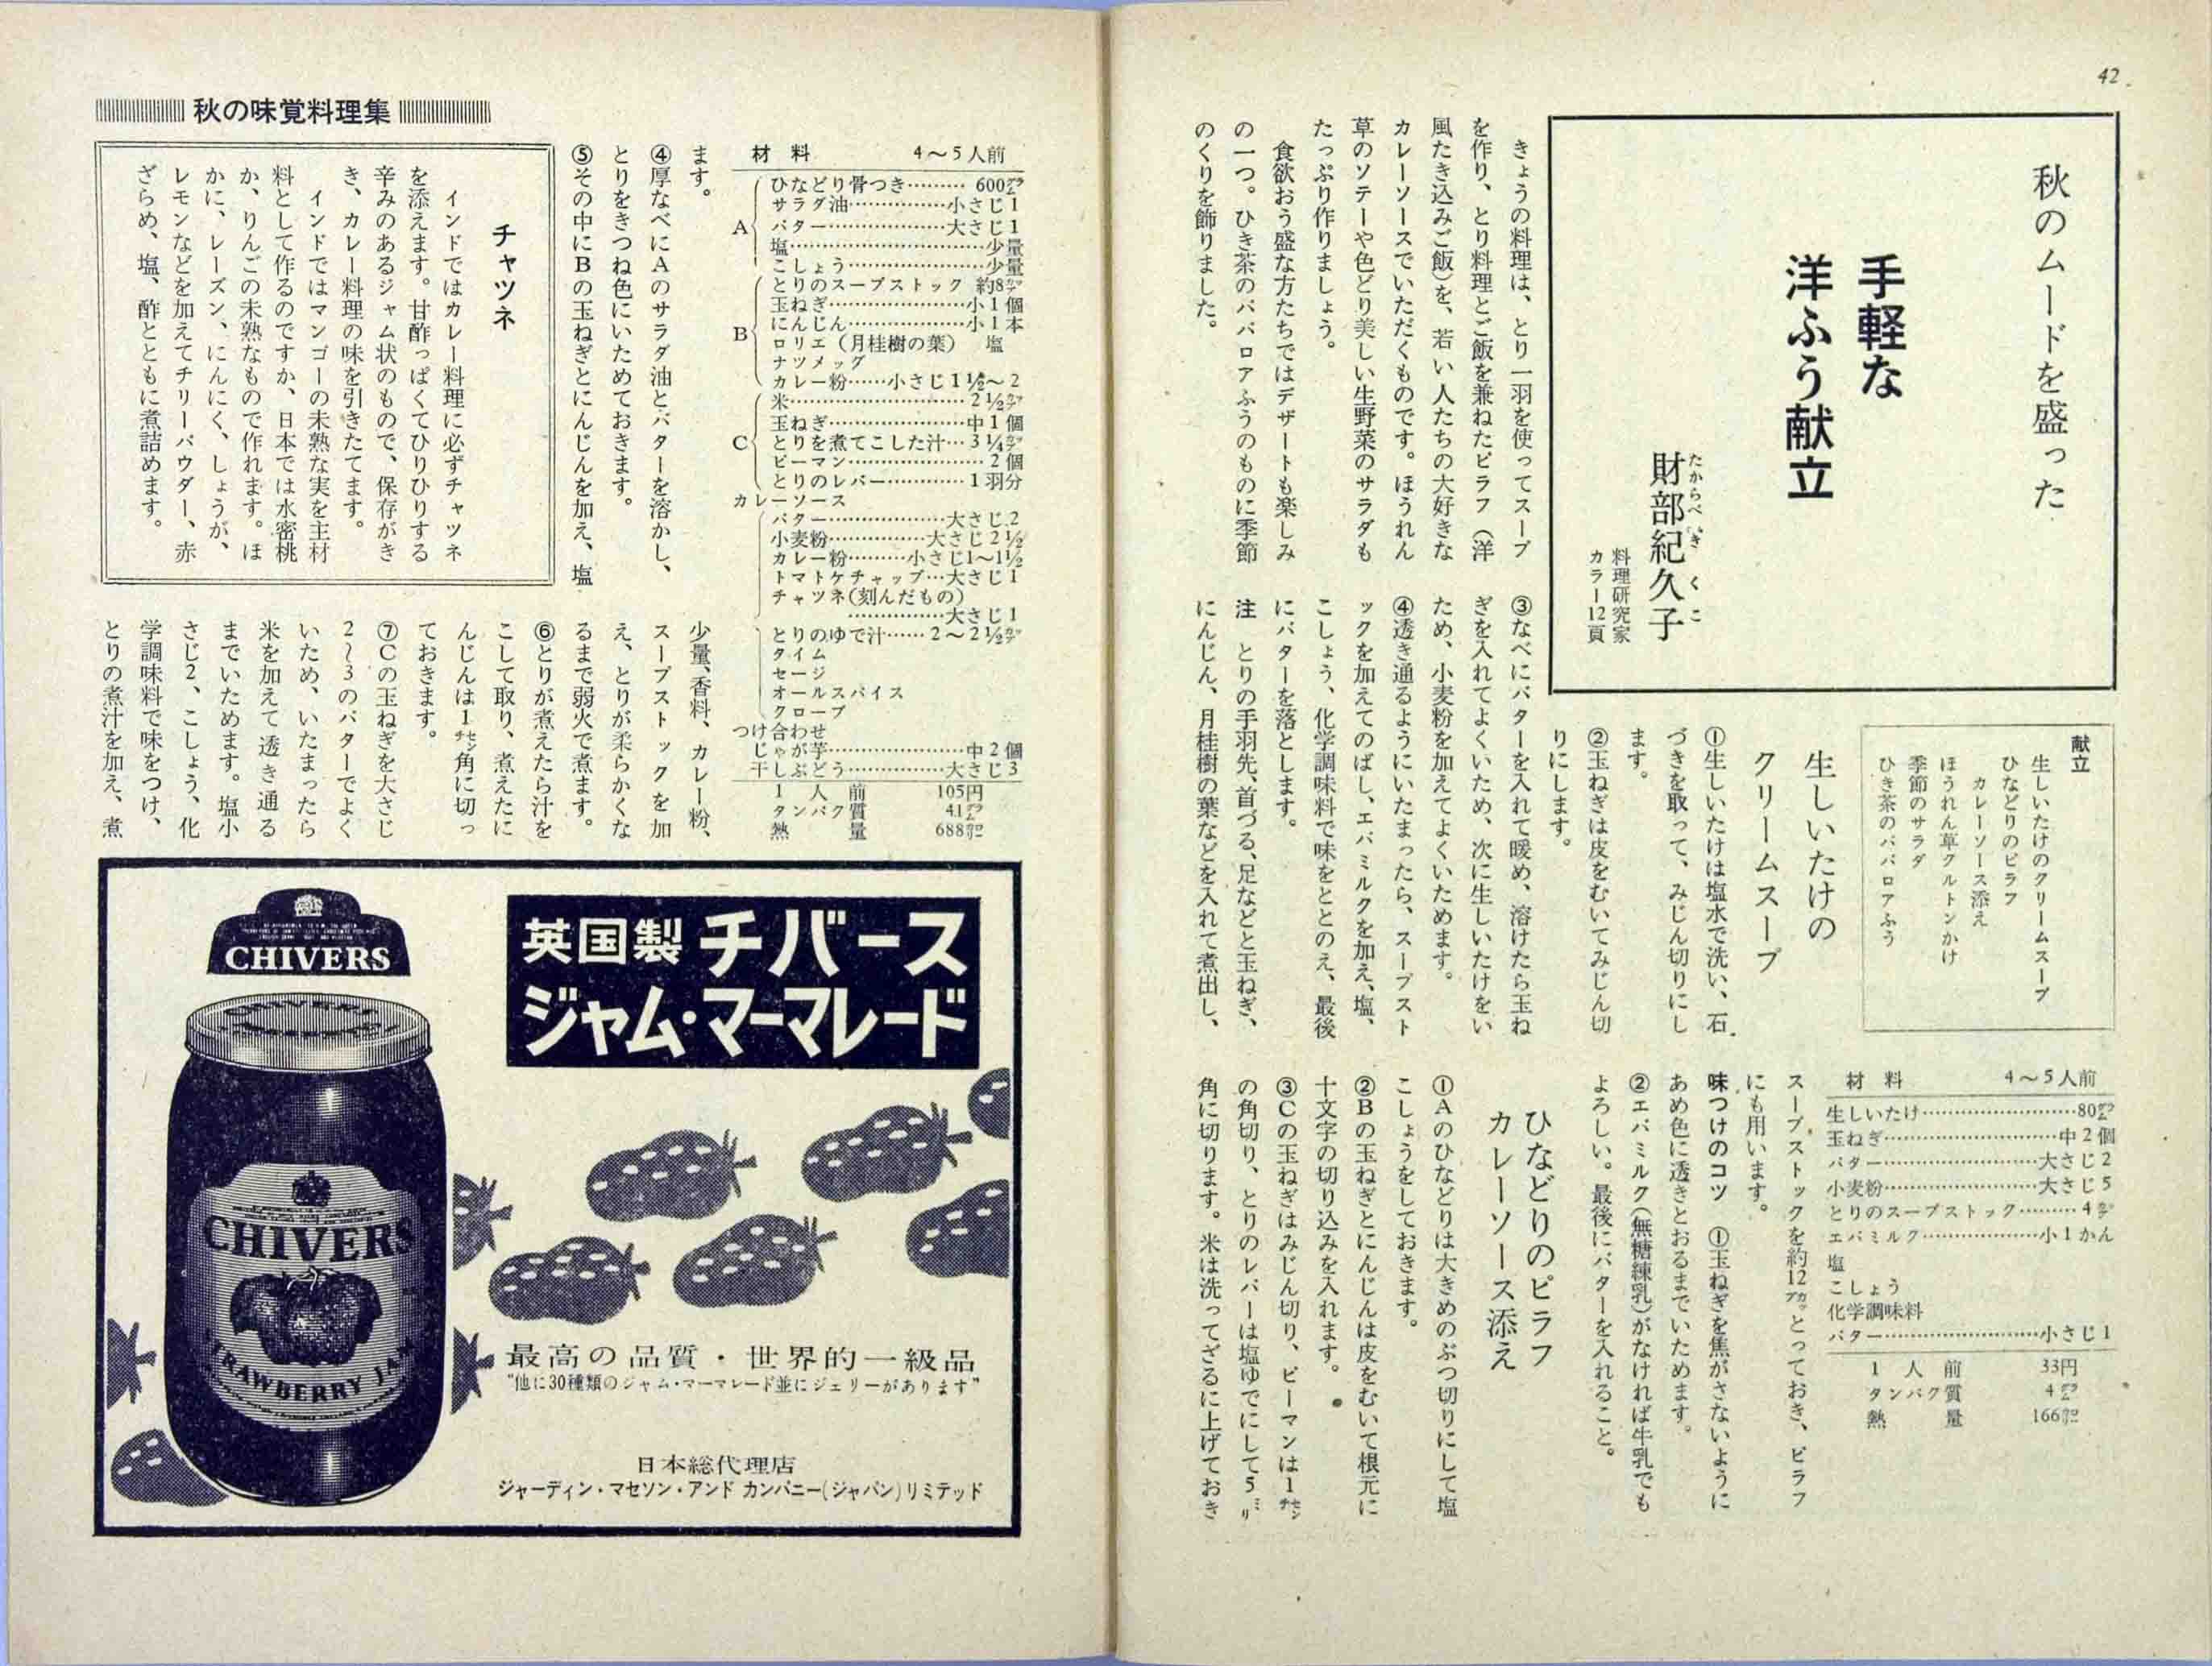 42
秋のムードを盛った
手軽な
洋ふう献立
財部紀久子
たからべ きくこ
料理研究家
カラー12頁
きょうの料理は、とり一羽を使ってスープ
を作り、とり料理とご飯を兼ねたピラフ(洋
風たき込みご飯)を、若い人たちの大好きな
カレーソースでいただくものです。ほうれん
草のソテーや色どり美しい生野菜のサラダも
たっぷり作りましょう。
食欲おう盛な方たちではデザートも楽しみ
の一つ。ひき茶のババロアふうのものに季節
のくりを飾りました。
献立
生しいたけのクリームスープ
ひなどりのピラフ
カレーソース添え
ほうれん草クルトンかけ
季節のサラダ
ひき茶のババロアふう
生しいたけの
クリームスープ
①生しいたけは塩水で洗い、石
づきを取って、みじん切りにし
ます。
②玉ねぎは皮をむいてみじん切
りにします。
③なべにバターを入れて暖め、溶けたら玉ね
ぎを入れてよくいため、次に生しいたけをい
ため、小麦粉を加えてよくいためます。
④透き通るようにいたまったら、スープスト
ックを加えてのばし、エバミルクを加え、塩、
こしょう、化学調味料で味をととのえ、最後
にバターを落とします。
注 とりの手羽先、首づる、足などと玉ねぎ、
にんじん、月桂樹の葉などを入れて煮出し、
材料 4〜5人前
生しいたけ……80グラム
玉ねぎ……中2個
バター……大さじ2
小麦粉……大さじ5
とりのスープストック……4カップ
エバミルク……小1かん
塩
こしょう
化学調味料
バター……小さじ1
1人前 33円
タンパク質 4グラム
熱量 166カロリー
スープストックを約12カップとっておき、ピラフ
にも用います。
味つけのコツ ①玉ねぎを焦がさないように
あめ色に透きとおるまでいためます。
②エバミルク(無糖練乳)がなければ牛乳でも
よろしい。最後にバターを入れること。
ひなどりのピラフ
カレーソース添え
①Aのひなどりは大きめのぶつ切りにして塩
こしょうをしておきます。
②Bの玉ねぎとにんじんは皮をむいて根元に
十文字の切り込みを入れます。
③Cの玉ねぎはみじん切り、ピーマンは1センチ
の角切り、とりのレバーは塩ゆでにして5ミリ
角に切ります。米は洗ってざるに上げておき
秋の味覚料理集
材料 4〜5人前
A
ひなどり骨つき……600グラム
サラダ油……小さじ1
バター……大さじ1
塩……少量
こしょう……少量
B
とりのスープストック 約8カップ
玉ねぎ……小1個
にんじん……小1本
ロリエ(月桂樹の葉) 塩
ナツメッグ
カレー粉……小さじ1½〜2
C
米……2½カップ
玉ねぎ……中1個
とりを煮てこした汁…3¼カップ
ピーマン……2個
とりのレバー……1羽分
カレーソース
バター……大さじ2
小麦粉……大さじ2½
カレー粉……小さじ1〜1½
トマトケチャップ…大さじ1
チャツネ(刻んだもの)
……大さじ1
とりのゆで汁……2〜2½カップ
タイム
セージ
オールスパイス
クローブ
つけ合わせ
じゃが芋……中2個
干しぶどう……大さじ3
1人前 105円
タンパク質 41グラム
熱量 688カロリー
ます。
④厚なべにAのサラダ油とバターを溶かし、
とりをきつね色にいためておきます。
⑤その中にBの玉ねぎとにんじんを加え、塩
少量、香料、カレー粉、
スープストックを加
え、とりが柔らかくな
るまで弱火で煮ます。
⑥とりが煮えたら汁を
こして取り、煮えたに
んじんは1センチ角に切っ
ておきます。
⑦Cの玉ねぎを大さじ
2〜3のバターでよく
いため、いたまったら
米を加えて透き通る
までいためます。塩小
さじ2、こしょう、化
学調味料で味をつけ、
とりの煮汁を加え、煮
チャツネ
インドではカレー料理に必ずチャツネ
を添えます。甘酢っぱくてひりひりする
辛みのあるジャム状のもので、保存がき
き、カレー料理の味を引きたてます。
インドではマンゴーの未熟な実を主材
料として作るのですか、日本では水密桃
か、りんごの未熟なもので作れます。ほ
かに、レーズン、にんにく、しょうが、
レモンなどを加えてチリーパウダー、赤
ざらめ、塩、酢とともに煮詰めます。
英国製 チバース
ジャム・マーマレード
CHIVERS
CHIVERS
CHIVERS
STRAWBERRY JAM
最高の品質・世界的一級品
"他に30種類のジャム・マーマレード並にジェリーがあります"
日本総代理店
ジャーディン・マセソン・アンド カンパニー(ジャパン)リミテッド